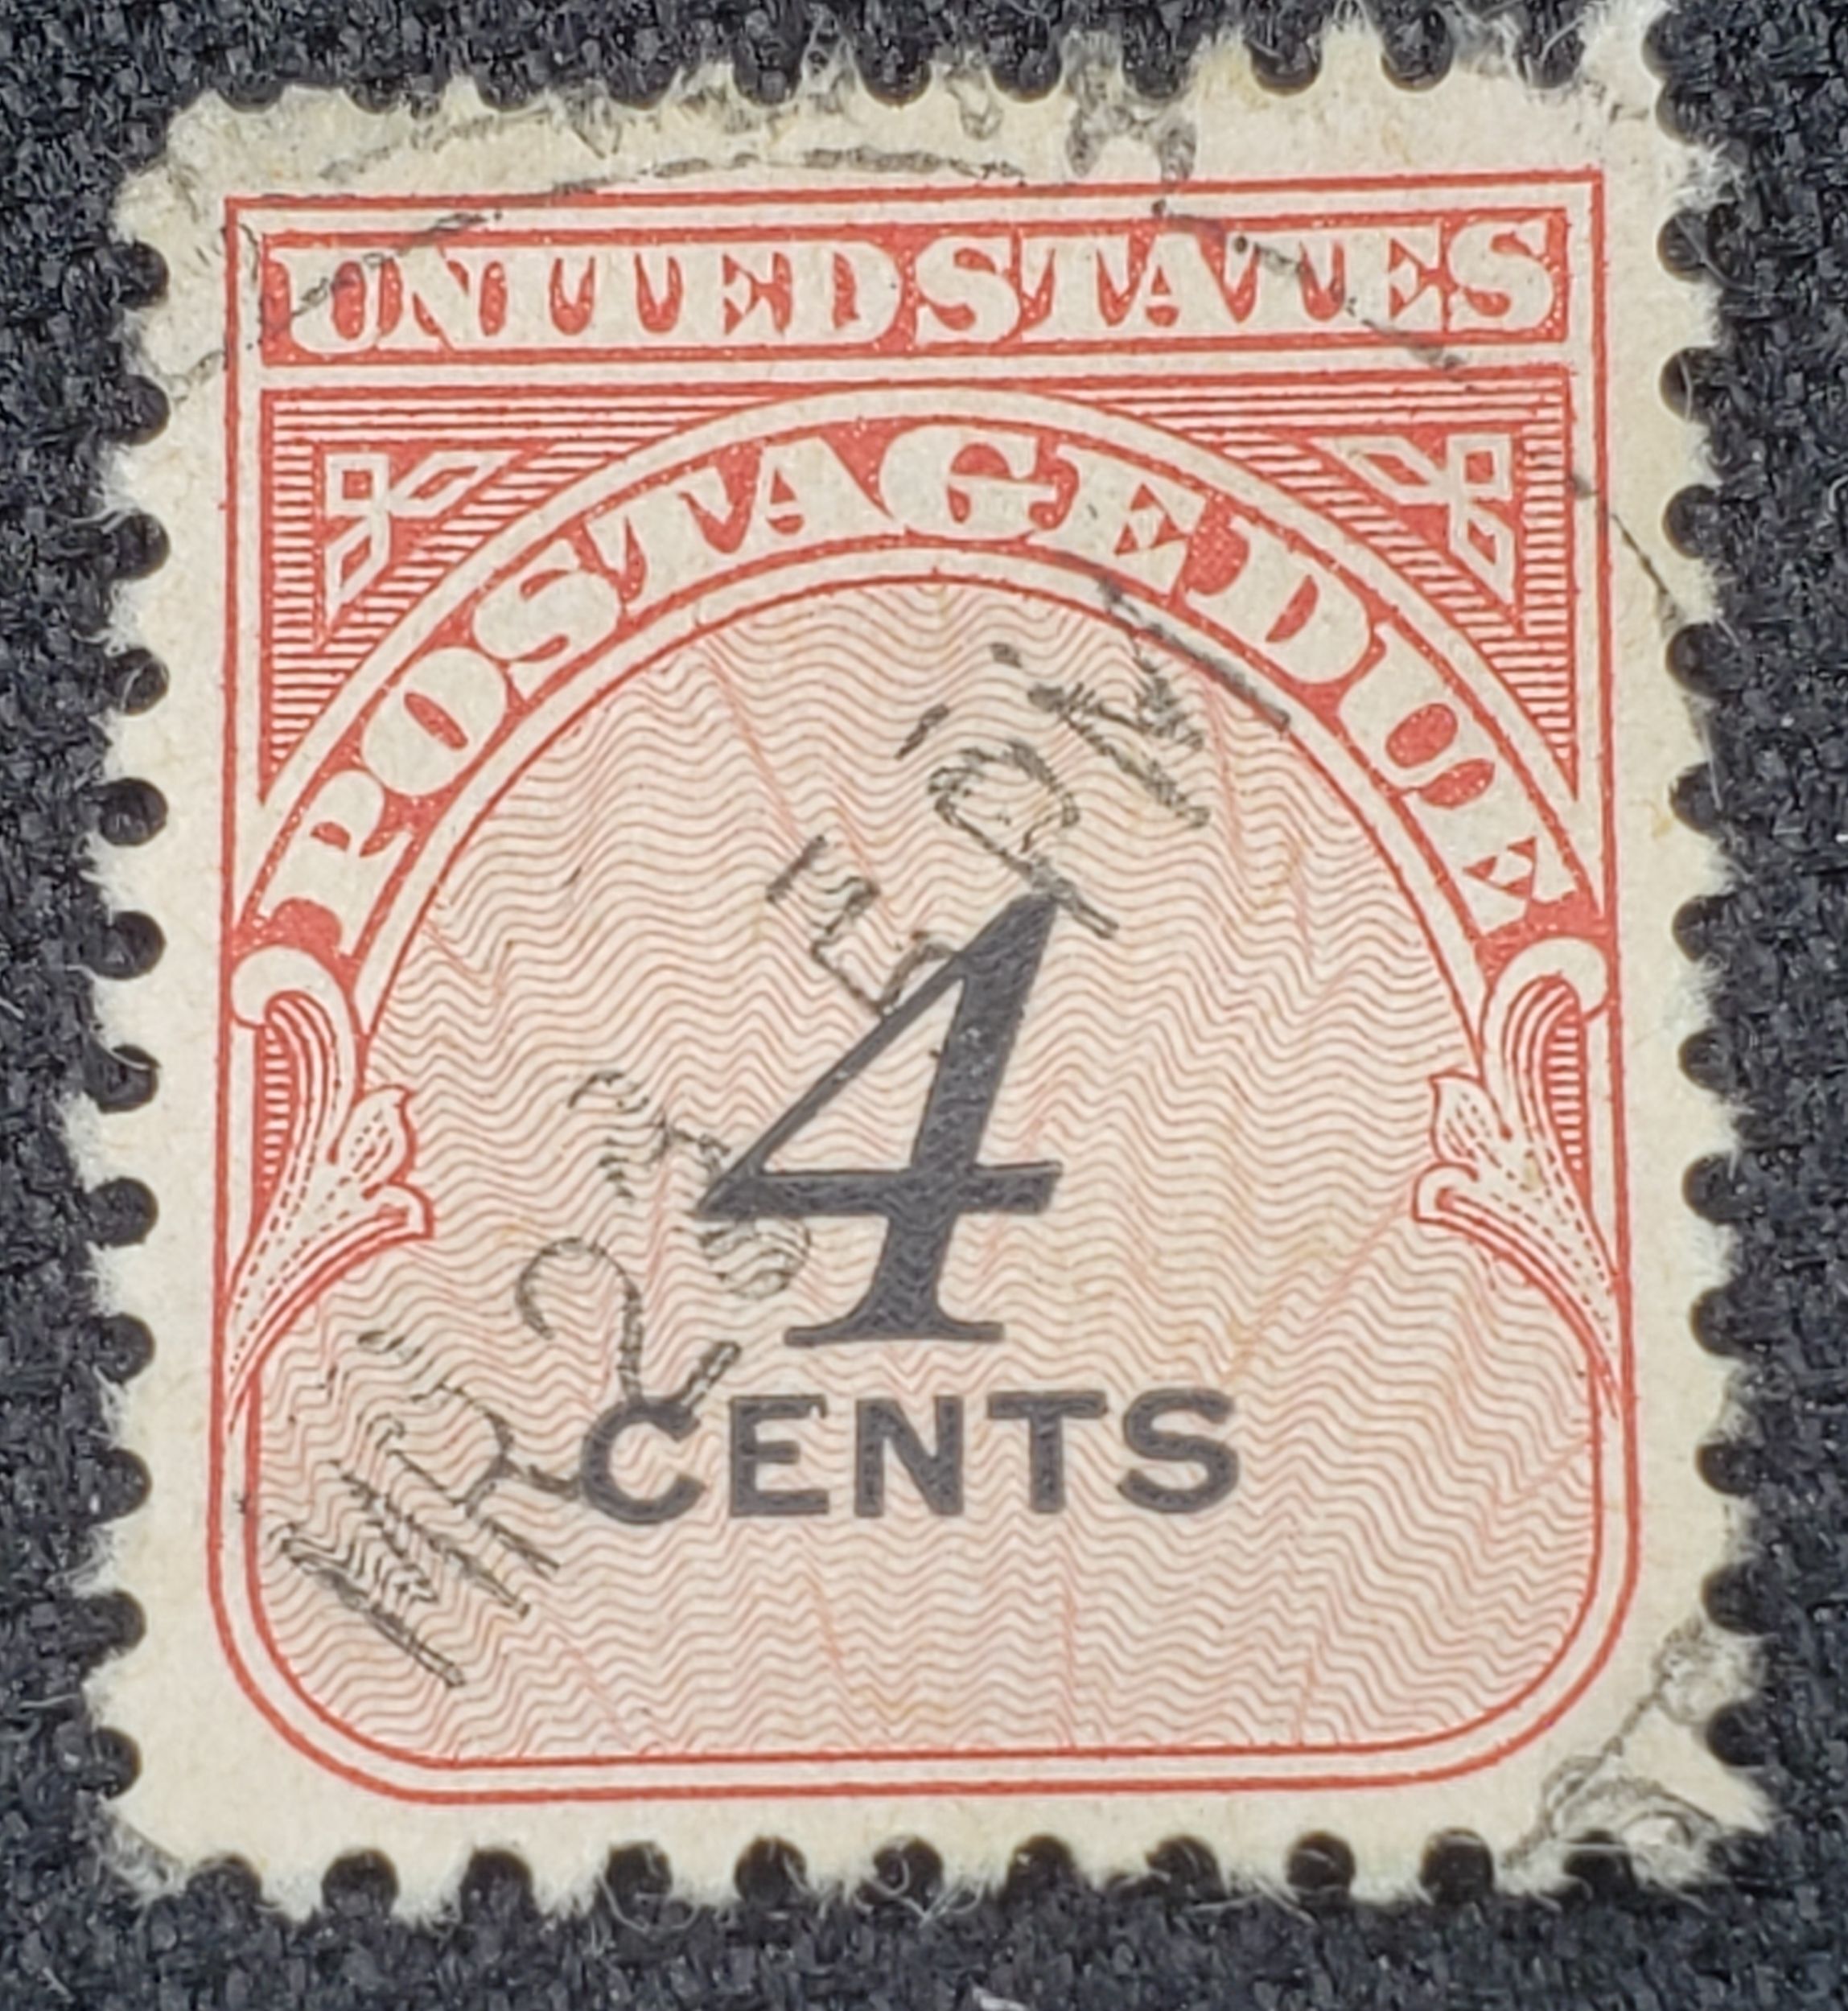 UNITED STATES
POSTAGE DUE
4
CENTS